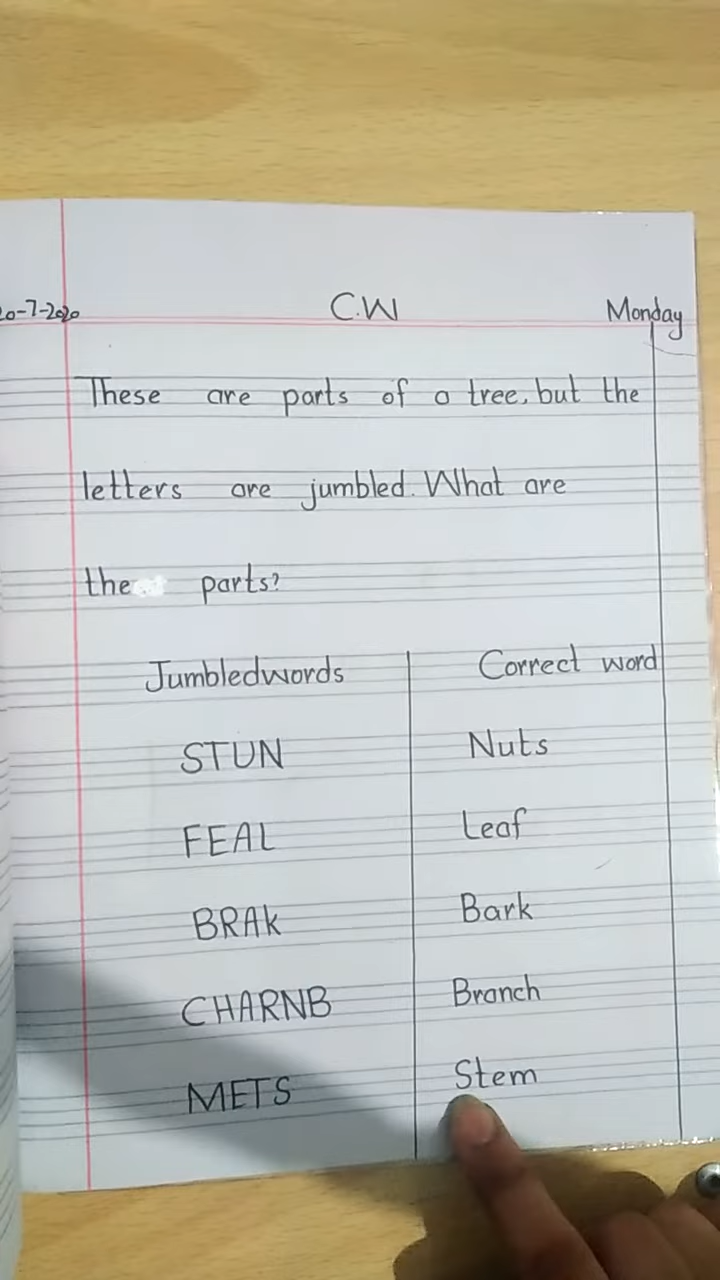 20-7-2020 C.W Monday
These are parts of a tree, but the
letters are jumbled. What are
the parts?
Jumbledwords Correct word
STUN Nuts
FEAL Leaf
BRAK Bark
CHARNB Branch
METS Stem